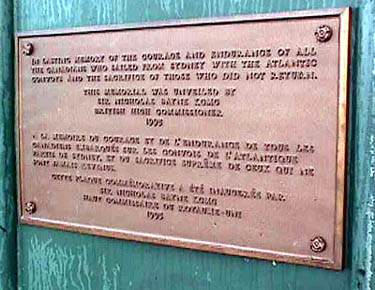 IN LASTING MEMORY OF THE COURAGE AND ENDURANCE OF ALL
THE CANADIANS WHO SAILED FROM SYDNEY WITH THE ATLANTIC
CONVOYS AND THE SACRIFICE OF THOSE WHO DID NOT RETURN.
THIS MEMORIAL WAS UNVEILED BY
SIR NICHOLAS BAYNE KCMG
BRITISH HIGH COMMISSIONER
1995
A LA MEMOIRE DU COURAGE ET DE L'ENDURANCE DE TOUS LES
CANADIENS EMBARQUÉS SUR LES CONVOIS DE L'ATLANTIQUE
PARTIS DE SYDNEY, ET DU SACRIFICE SUPRÊME DE CEUX QUI NE
SONT JAMAIS REVENUS.
CETTE PLAQUE COMMÉMORATIVE A ÉTÉ INAUGURÉE PAR
SIR NICHOLAS BAYNE KCMG
HAUT COMMISSAIRE DU ROYAUME-UNI
1995